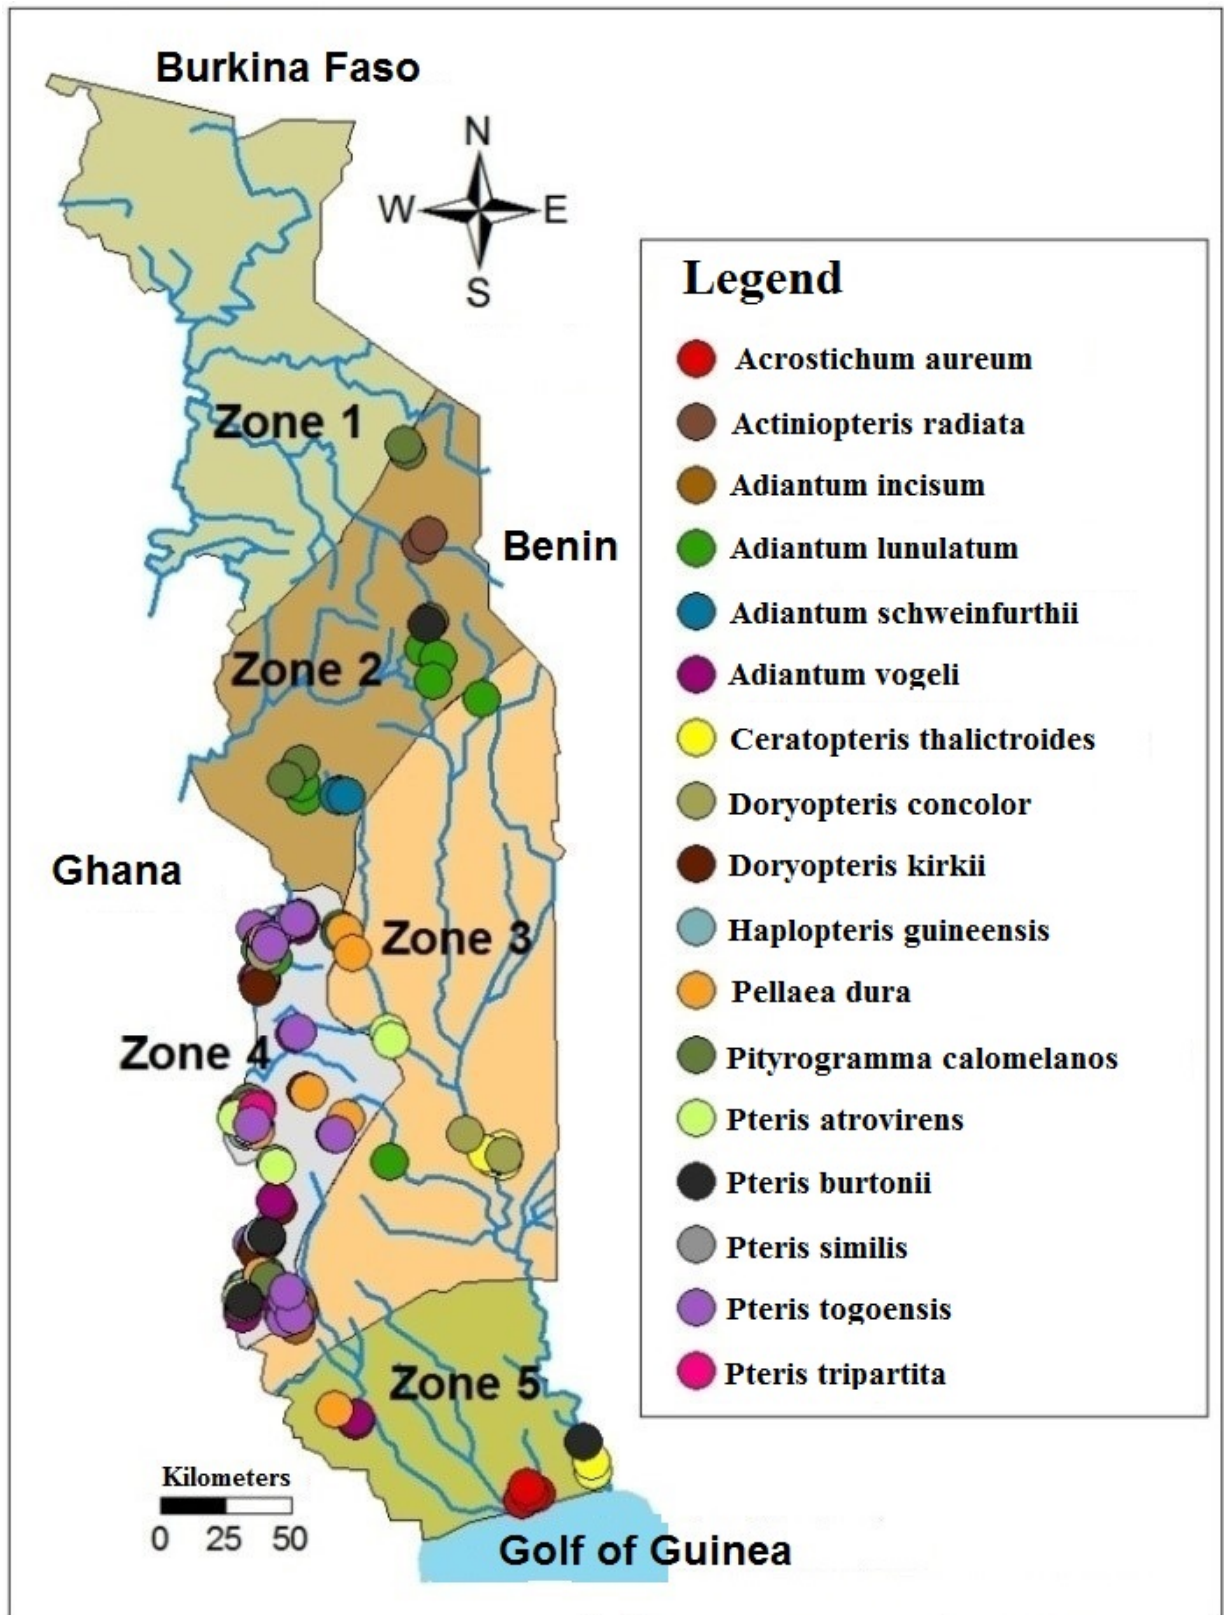 Burkina Faso
N
W E
S
Legend
Acrostichum aureum
Actiniopteris radiata
Zone 1
Adiantum incisum
Benin
Adiantum lunulatum
Adiantum schweinfurthii
Zone 2
Adiantum vogeli
Ceratopteris thalictroides
Doryopteris concolor
Ghana
Doryopteris kirkii
Zone 3
Haplopteris guineensis
Pellaea dura
Zone 4
Pityrogramma calomelanos
Pteris atrovirens
Pteris burtonii
Pteris similis
Pteris togoensis
Pteris tripartita
Zone 5
Kilometers
0 25 50
Golf of Guinea